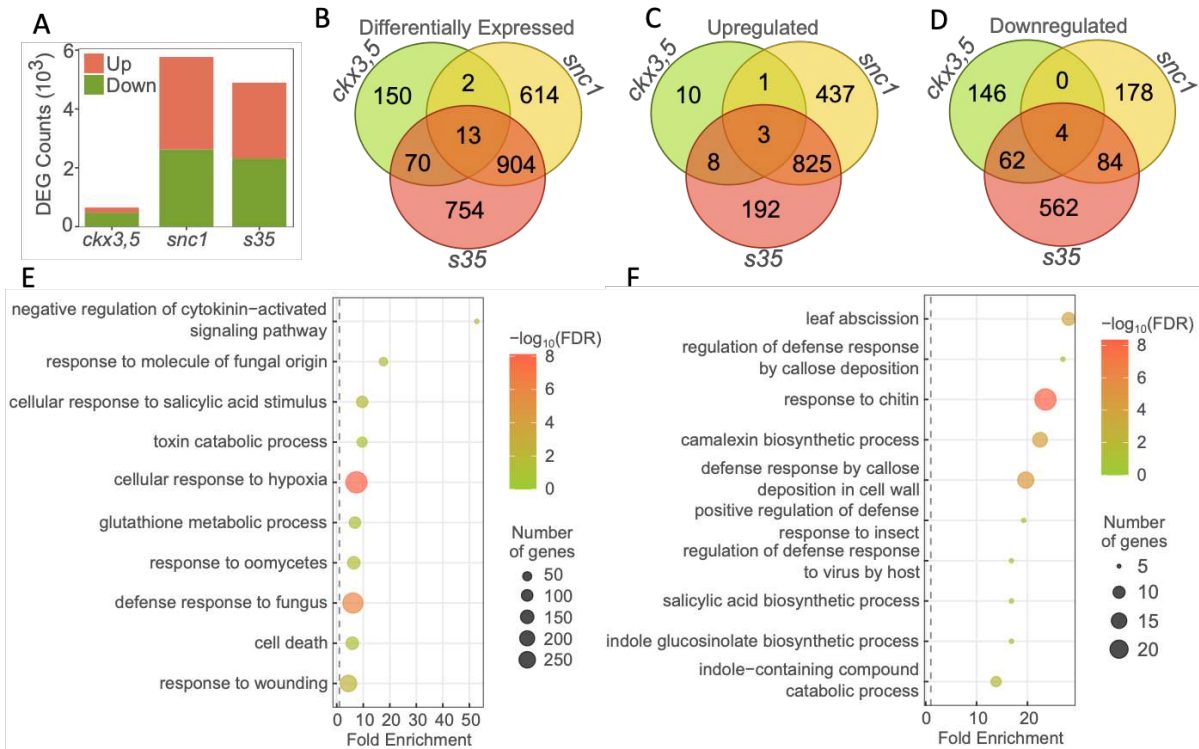 A
6
4
2
0
DEG Counts (10³)
Up
Down
ckx3,5
snc1
s35
B
Differentially Expressed
ckx3,5
snc1
150
2
614
13
70
904
754
s35
C
Upregulated
ckx3,5
snc1
10
1
437
3
8
825
192
s35
D
Downregulated
ckx3,5
snc1
146
0
178
4
62
84
562
s35
E
negative regulation of cytokinin−activated
signaling pathway
response to molecule of fungal origin
cellular response to salicylic acid stimulus
toxin catabolic process
cellular response to hypoxia
glutathione metabolic process
response to oomycetes
defense response to fungus
cell death
response to wounding
0 10 20 30 40 50
Fold Enrichment
−log₁₀(FDR)
8
6
4
2
0
Number
of genes
50
100
150
200
250
F
leaf abscission
regulation of defense response
by callose deposition
response to chitin
camalexin biosynthetic process
defense response by callose
deposition in cell wall
positive regulation of defense
response to insect
regulation of defense response
to virus by host
salicylic acid biosynthetic process
indole glucosinolate biosynthetic process
indole−containing compound
catabolic process
0 10 20
Fold Enrichment
−log₁₀(FDR)
8
6
4
2
0
Number
of genes
5
10
15
20